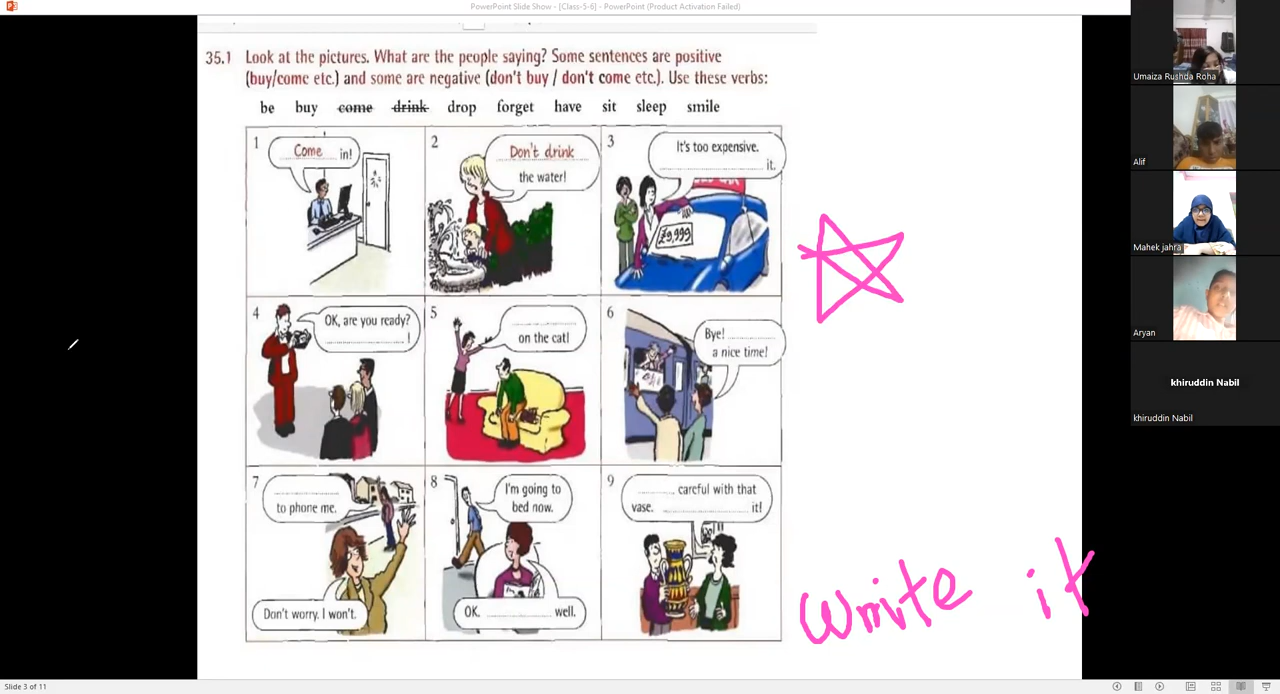 PowerPoint Slide Show - [Class-5-6] - PowerPoint (Product Activation Failed)
35.1 Look at the pictures. What are the people saying? Some sentences are positive
(buy/come etc.) and some are negative (don't buy / don't come etc.). Use these verbs:
be buy come drink drop forget have sit sleep smile
1
Come in!
2
Don't drink
the water!
3
It's too expensive.
it.
£9,999
4
OK, are you ready?
!
5
on the cat!
6
Bye!
a nice time!
7
to phone me.
Don't worry. I won't.
8
I'm going to
bed now.
OK. well.
9
careful with that
vase. it!
Write it
Umaiza Rushda Roha
Alif
Mahek jahra
Aryan
khiruddin Nabil
khiruddin Nabil
Slide 3 of 11